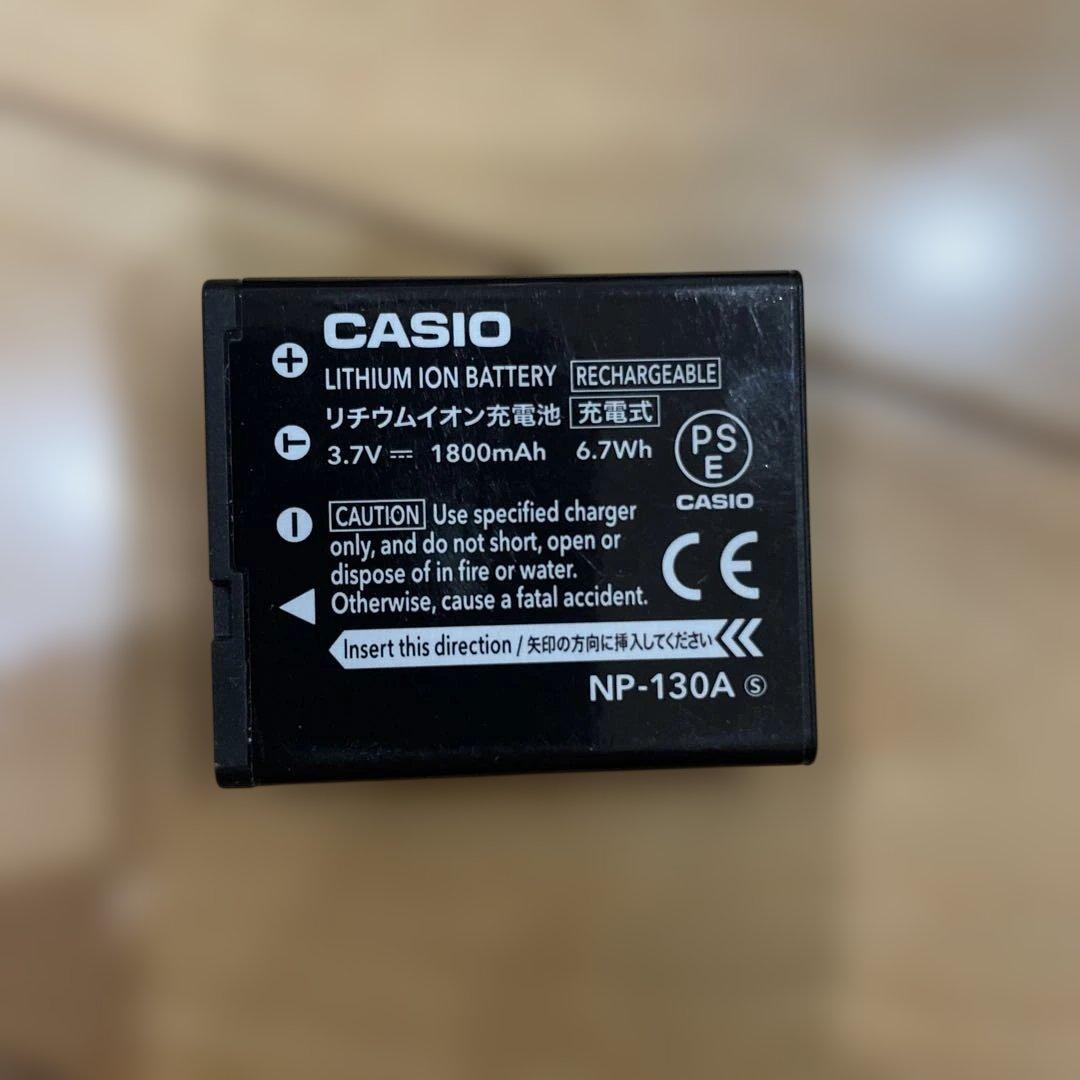 CASIO
LITHIUM ION BATTERY RECHARGEABLE
リチウムイオン充電池 充電式
3.7V 1800mAh 6.7Wh
+
T
−
PS
E
CASIO
CAUTION Use specified charger
only, and do not short, open or
dispose of in fire or water.
Otherwise, cause a fatal accident.
CE
Insert this direction / 矢印の方向に挿入してください
NP-130A Ⓢ